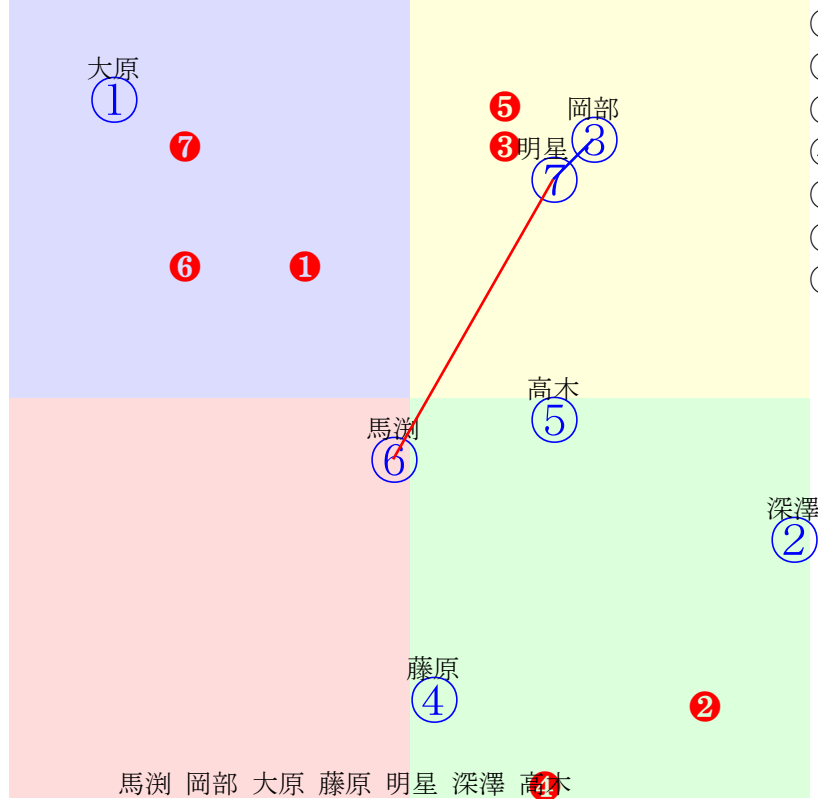 大原
①
❼
❺
岡部
③
❸
明星
⑦
❻
❶
高木
⑤
馬渕
⑥
深澤
②
藤原
④
❷
馬渕 岡部 大原 藤原 明星 深澤 高木
❹